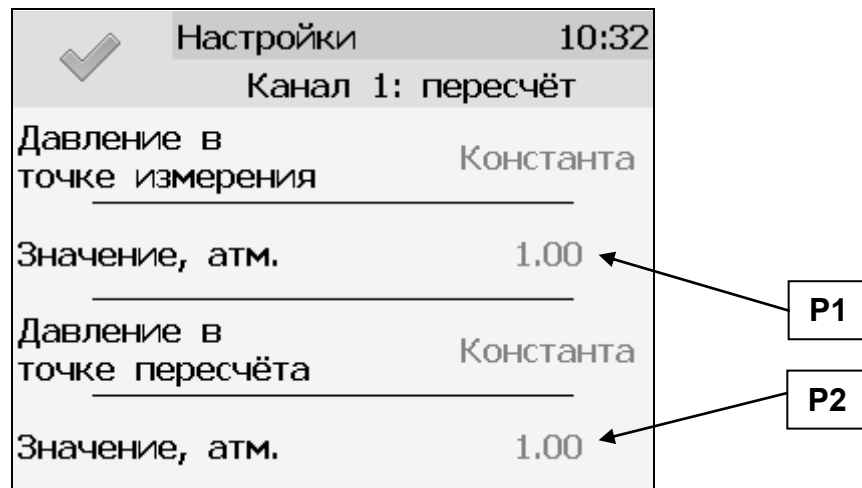 Настройки 10:32
Канал 1: пересчёт
Давление в
точке измерения
Константа
Значение, атм. 1.00
P1
Давление в
точке пересчёта
Константа
P2
Значение, атм. 1.00